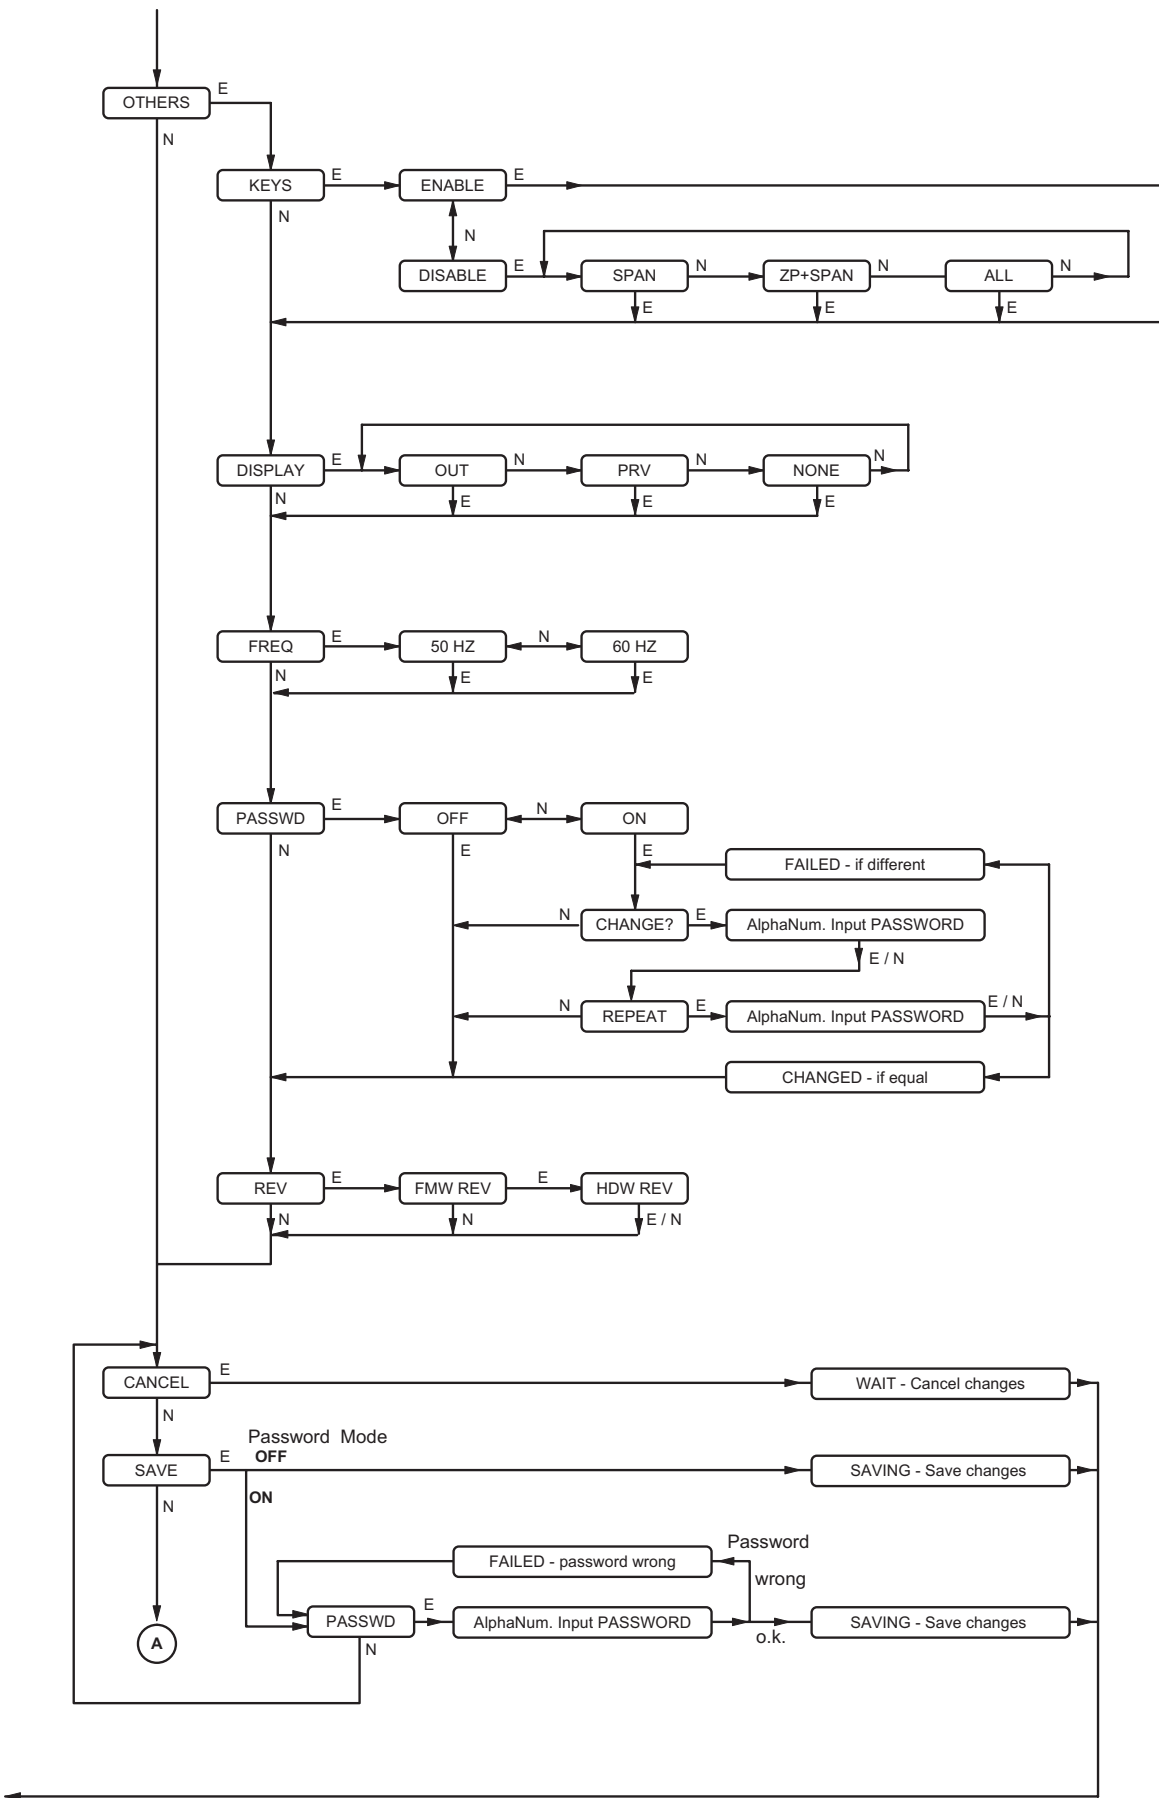 OTHERS E
N
KEYS E ENABLE E
N
N
DISABLE E SPAN N ZP+SPAN N ALL N
E E E
DISPLAY E OUT N PRV N NONE N
N E E E
FREQ E 50 HZ N 60 HZ
N E E
PASSWD E OFF N ON
N E E
FAILED - if different
N CHANGE? E AlphaNum. Input PASSWORD
E / N
N REPEAT E AlphaNum. Input PASSWORD E / N
CHANGED - if equal
REV E FMW REV E HDW REV
N N E / N
CANCEL E WAIT - Cancel changes
N
Password Mode
SAVE E OFF SAVING - Save changes
N ON
Password
FAILED - password wrong
wrong
PASSWD E AlphaNum. Input PASSWORD SAVING - Save changes
o.k.
A N